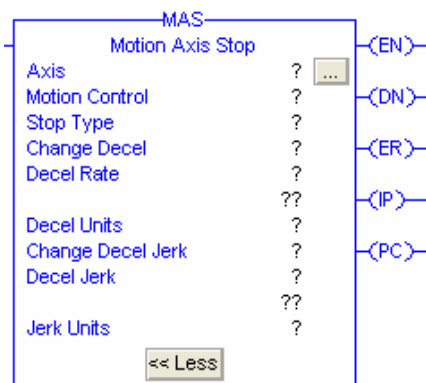 MAS
Motion Axis Stop
(EN)
Axis ? ...
Motion Control ?
(DN)
Stop Type ?
Change Decel ?
(ER)
Decel Rate ?
??
(IP)
Decel Units ?
Change Decel Jerk ?
(PC)
Decel Jerk ?
??
Jerk Units ?
<< Less